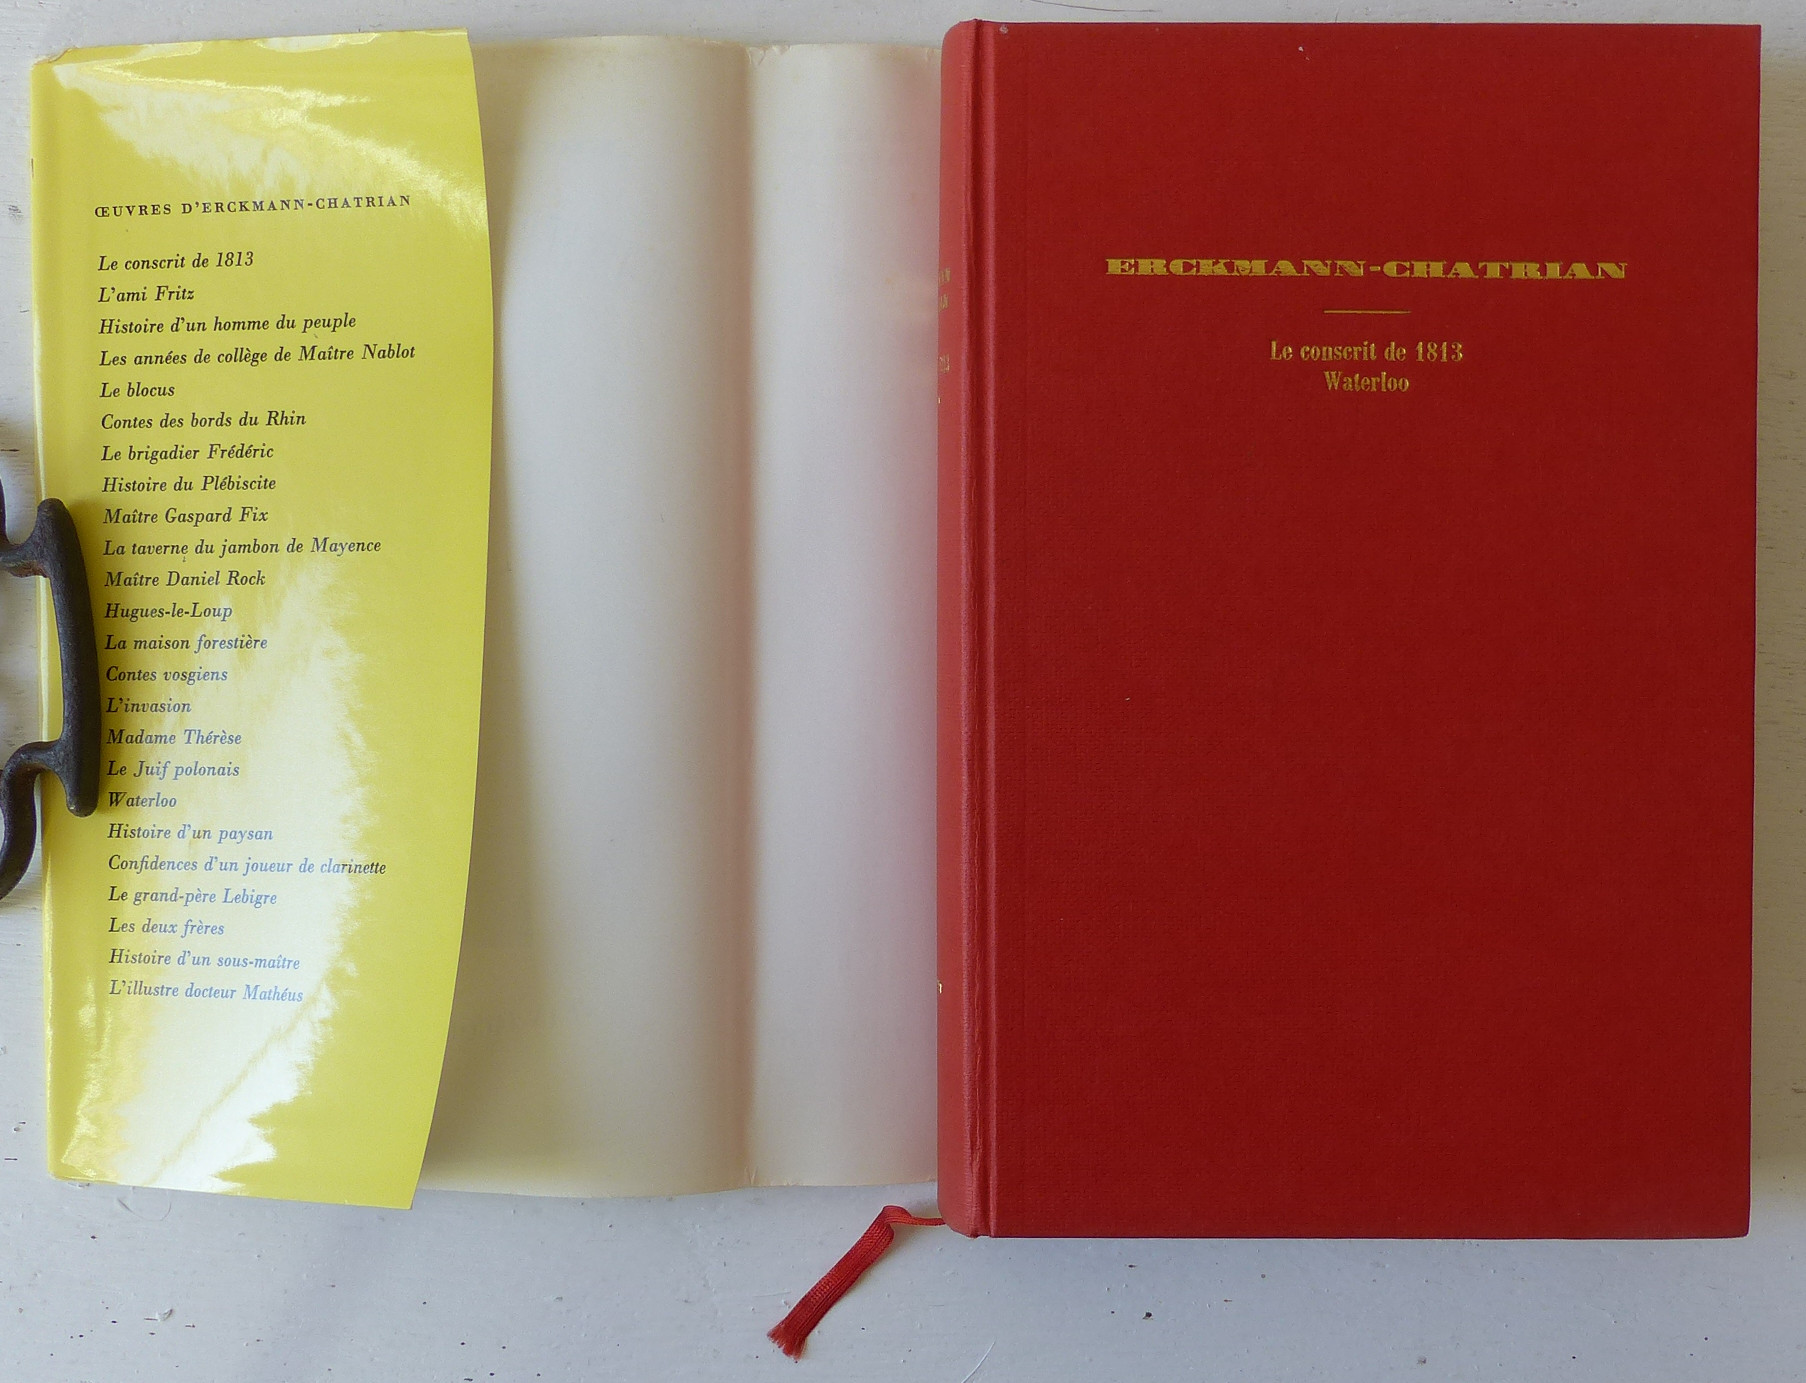 ŒUVRES D'ERCKMANN-CHATRIAN
Le conscrit de 1813
L'ami Fritz
Histoire d'un homme du peuple
Les années de collège de Maître Nablot
Le blocus
Contes des bords du Rhin
Le brigadier Frédéric
Histoire du Plébiscite
Maître Gaspard Fix
La taverne du jambon de Mayence
Maître Daniel Rock
Hugues-le-Loup
La maison forestière
Contes vosgiens
L'invasion
Madame Thérèse
Le Juif polonais
Waterloo
Histoire d'un paysan
Confidences d'un joueur de clarinette
Le grand-père Lebigre
Les deux frères
Histoire d'un sous-maître
L'illustre docteur Mathéus
ERCKMANN-CHATRIAN
Le conscrit de 1813
Waterloo